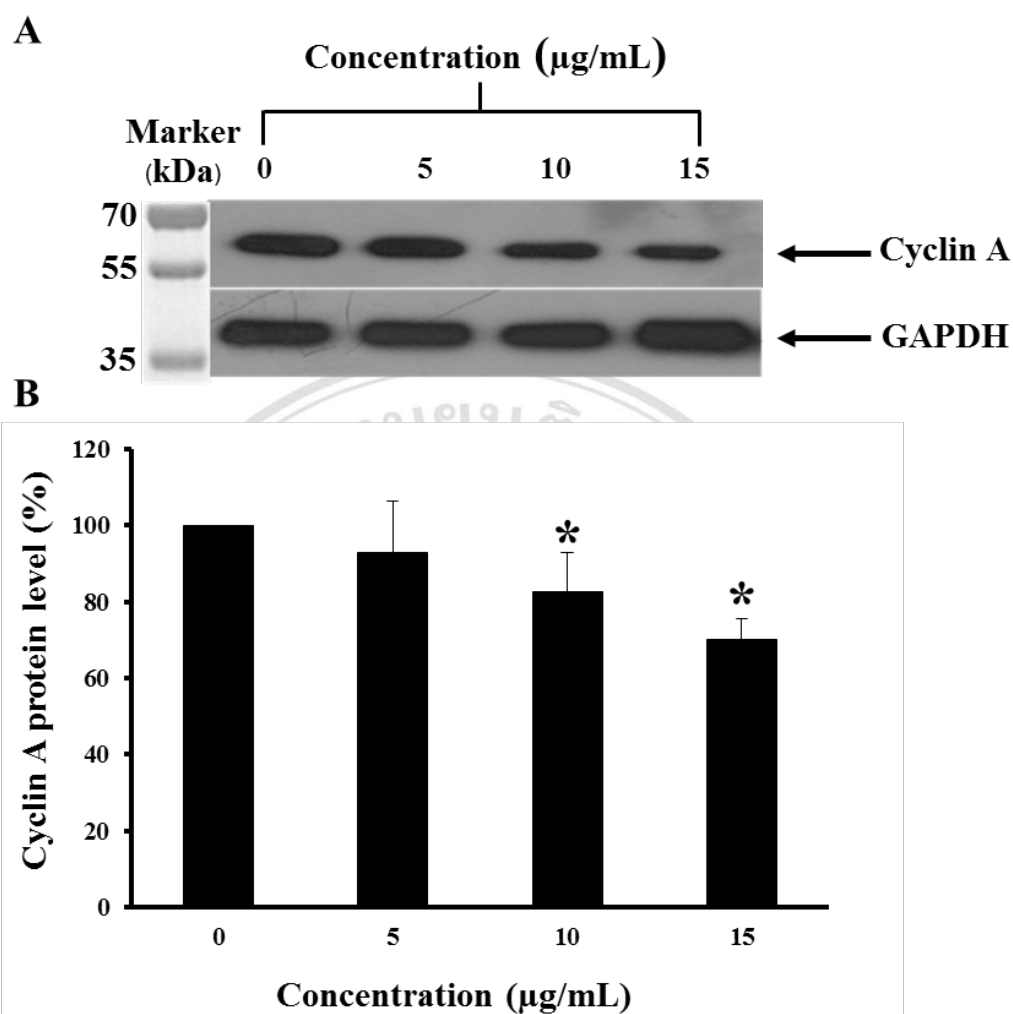 A
Concentration (µg/mL)
Marker
(kDa)
0 5 10 15
70
55
35
Cyclin A
GAPDH
B
Cyclin A protein level (%)
120
100
80
60
40
20
0
*
*
0 5 10 15
Concentration (µg/mL)